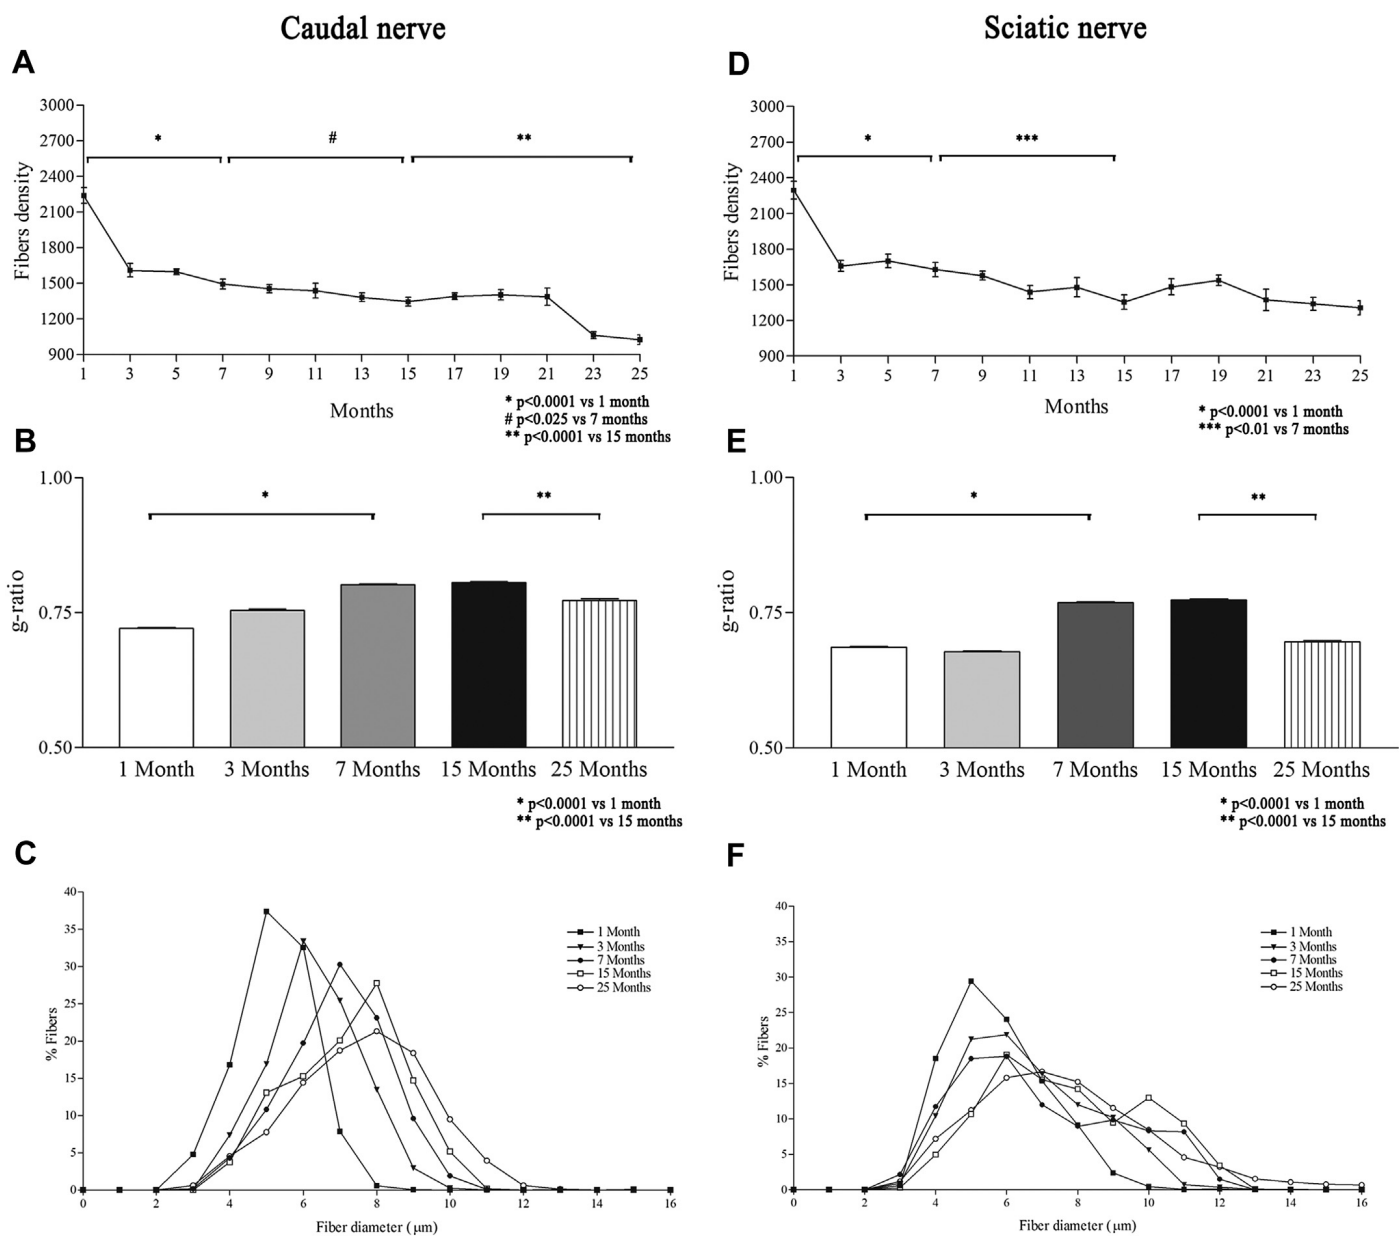 Caudal nerve
Sciatic nerve
A
3000
2700
2400
2100
1800
1500
1200
900
Fibers density
*
#
**
1 3 5 7 9 11 13 15 17 19 21 23 25
Months
* p<0.0001 vs 1 month
# p<0.025 vs 7 months
** p<0.0001 vs 15 months
D
3000
2700
2400
2100
1800
1500
1200
900
Fibers density
*
***
1 3 5 7 9 11 13 15 17 19 21 23 25
Months
* p<0.0001 vs 1 month
*** p<0.01 vs 7 months
B
1.00
0.75
0.50
g-ratio
*
**
1 Month 3 Months 7 Months 15 Months 25 Months
* p<0.0001 vs 1 month
** p<0.0001 vs 15 months
E
1.00
0.75
0.50
g-ratio
*
**
1 Month 3 Months 7 Months 15 Months 25 Months
* p<0.0001 vs 1 month
** p<0.0001 vs 15 months
C
40
35
30
25
20
15
10
5
0
% Fibers
1 Month
3 Months
7 Months
15 Months
25 Months
0 2 4 6 8 10 12 14 16
Fiber diameter (μm)
F
40
35
30
25
20
15
10
5
0
% Fibers
1 Month
3 Months
7 Months
15 Months
25 Months
0 2 4 6 8 10 12 14 16
Fiber diameter (μm)